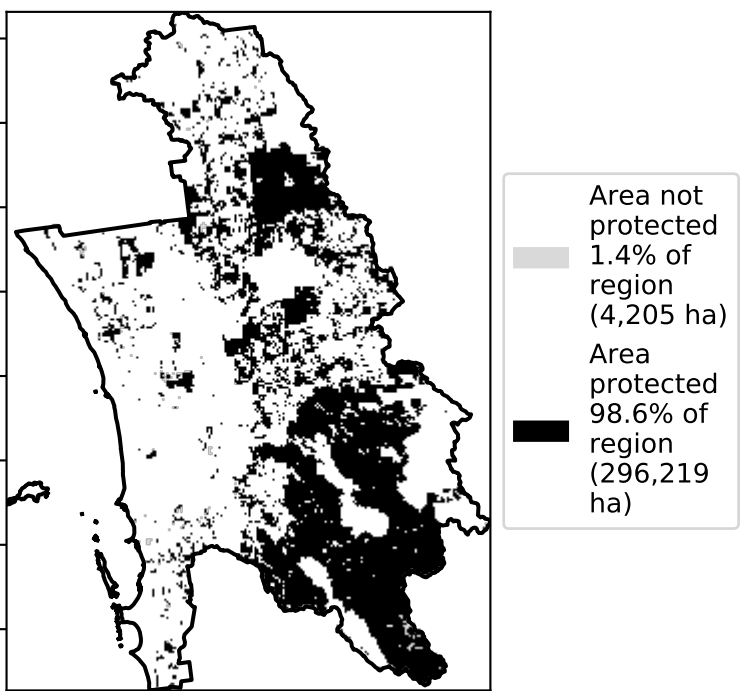 Area not
protected
1.4% of
region
(4,205 ha)
Area
protected
98.6% of
region
(296,219
ha)